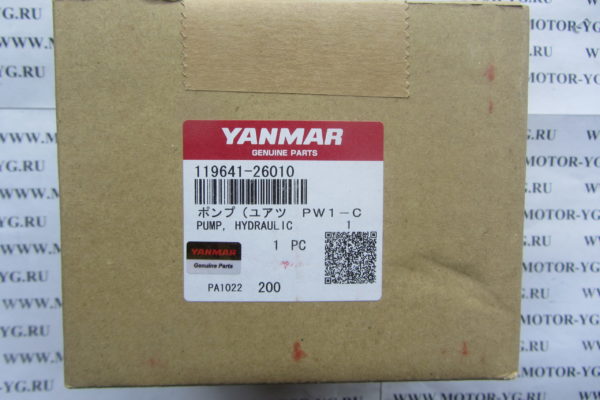 YANMAR
GENUINE PARTS
119641-26010
ポンプ(ユアツ PW1-C
PUMP, HYDRAULIC 1
1 PC
YANMAR
Genuine Parts
PA1022 200
MOTOR-YG.RU